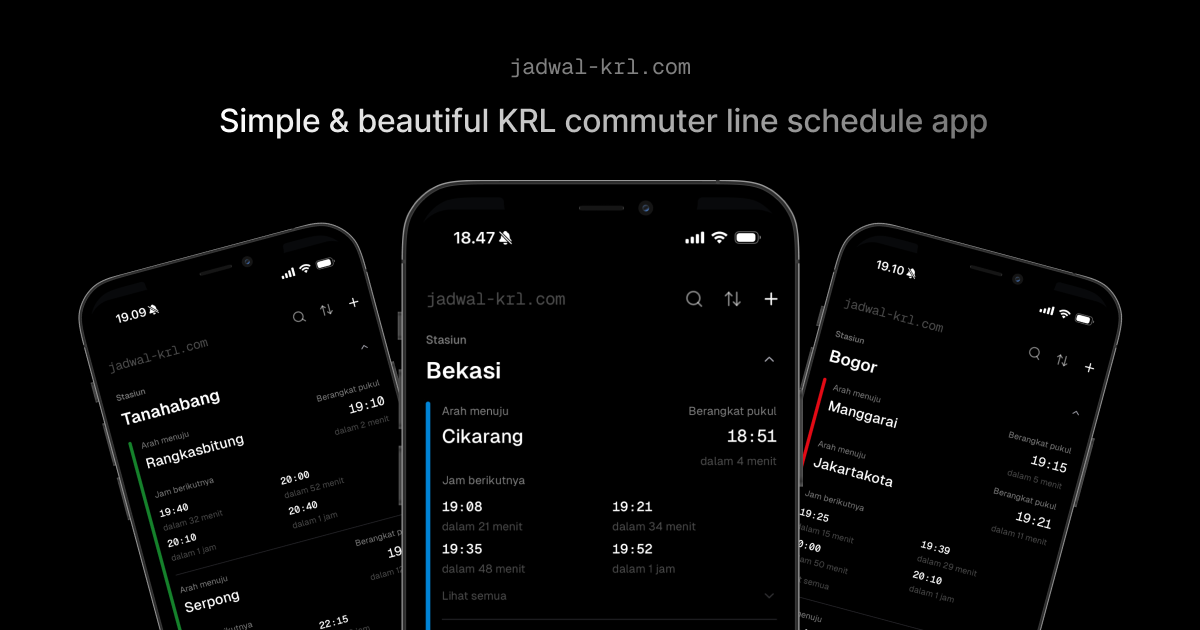 jadwal-krl.com
Simple & beautiful KRL commuter line schedule app
19.09
jadwal-krl.com
Stasiun
Tanahabang
Arah menuju
Berangkat pukul
Rangkasbitung
19:10
dalam 2 menit
Jam berikutnya
19:40
20:00
dalam 32 menit
dalam 52 menit
20:10
20:40
dalam 1 jam
dalam 1 jam
Arah menuju
Berangkat p
Serpong
19
dalam 12
ikutnya
22:15
18.47
jadwal-krl.com
Stasiun
Bekasi
Arah menuju
Berangkat pukul
Cikarang
18:51
dalam 4 menit
Jam berikutnya
19:08
19:21
dalam 21 menit
dalam 34 menit
19:35
19:52
dalam 48 menit
dalam 1 jam
Lihat semua
19.10
jadwal-krl.com
Stasiun
Bogor
Arah menuju
Berangkat pukul
Manggarai
19:15
dalam 5 menit
Arah menuju
Berangkat pukul
Jakartakota
19:21
dalam 11 menit
Jam berikutnya
19:25
19:39
dalam 15 menit
dalam 29 menit
0:00
20:10
am 50 menit
dalam 1 jam
t semua
enuju